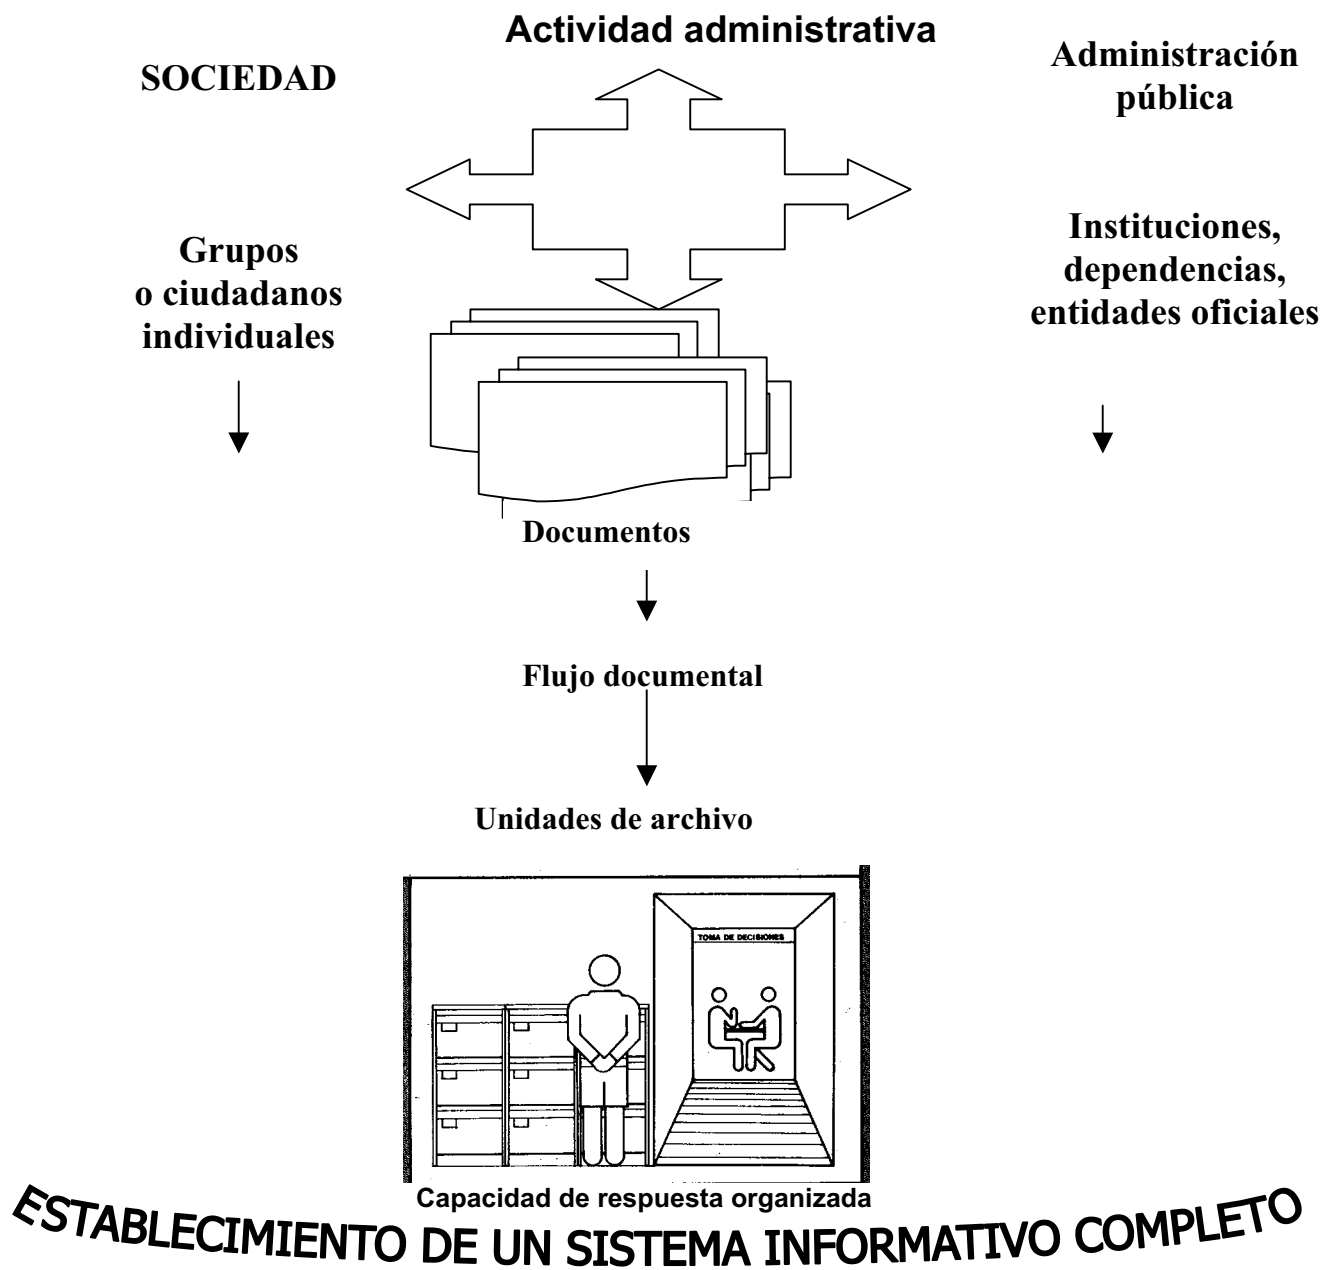 Actividad administrativa
SOCIEDAD
Administración
pública
Grupos
o ciudadanos
individuales
Instituciones,
dependencias,
entidades oficiales
Documentos
Flujo documental
Unidades de archivo
TOMA DE DECISIONES
Capacidad de respuesta organizada
ESTABLECIMIENTO DE UN SISTEMA INFORMATIVO COMPLETO